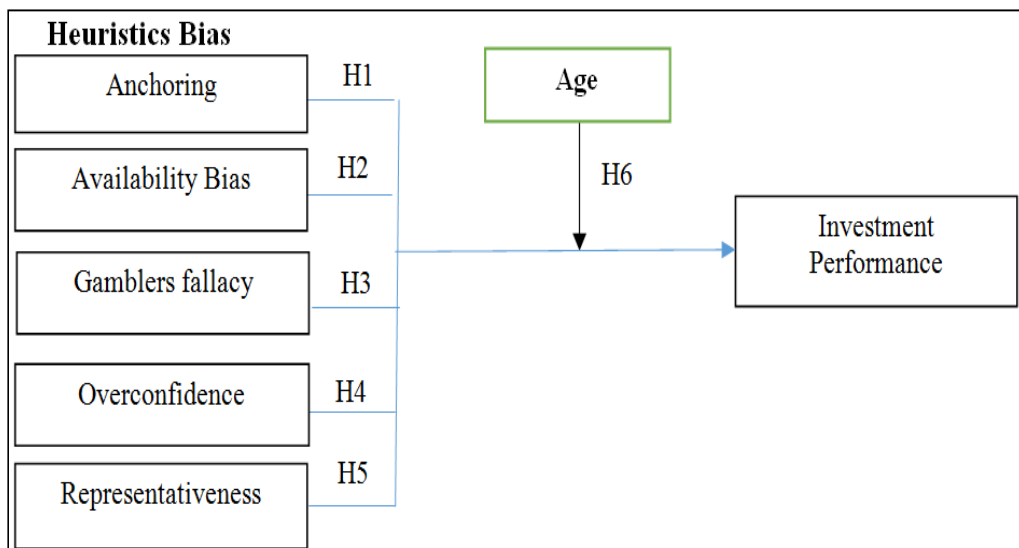 Heuristics Bias
Anchoring
H1
Age
Availability Bias
H2
H6
Gamblers fallacy
H3
Investment
Performance
Overconfidence
H4
Representativeness
H5